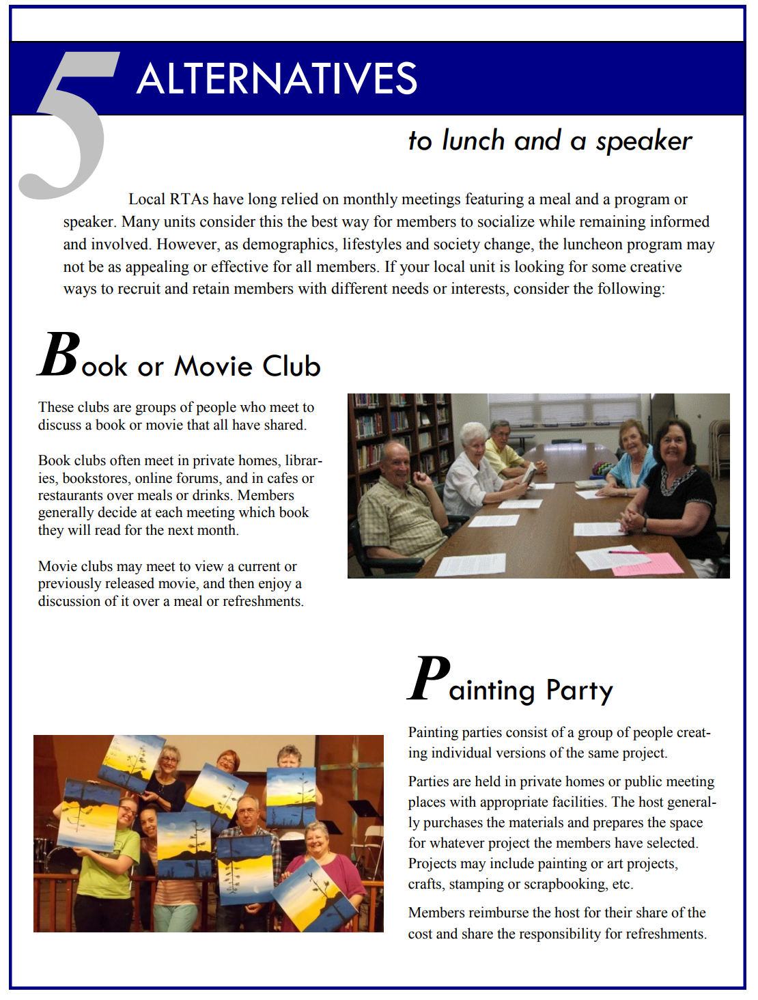 5 ALTERNATIVES
to lunch and a speaker
Local RTAs have long relied on monthly meetings featuring a meal and a program or
speaker. Many units consider this the best way for members to socialize while remaining informed
and involved. However, as demographics, lifestyles and society change, the luncheon program may
not be as appealing or effective for all members. If your local unit is looking for some creative
ways to recruit and retain members with different needs or interests, consider the following:
Book or Movie Club
These clubs are groups of people who meet to
discuss a book or movie that all have shared.
Book clubs often meet in private homes, librar-
ies, bookstores, online forums, and in cafes or
restaurants over meals or drinks. Members
generally decide at each meeting which book
they will read for the next month.
Movie clubs may meet to view a current or
previously released movie, and then enjoy a
discussion of it over a meal or refreshments.
Painting Party
Painting parties consist of a group of people creat-
ing individual versions of the same project.
Parties are held in private homes or public meeting
places with appropriate facilities. The host general-
ly purchases the materials and prepares the space
for whatever project the members have selected.
Projects may include painting or art projects,
crafts, stamping or scrapbooking, etc.
Members reimburse the host for their share of the
cost and share the responsibility for refreshments.